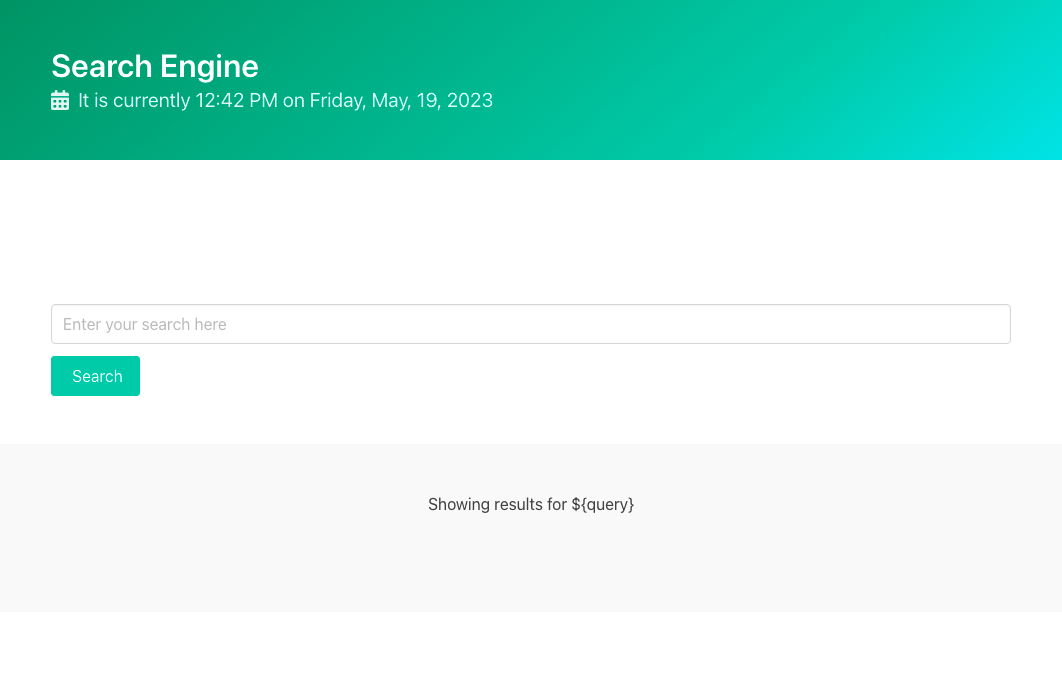 Search Engine
It is currently 12:42 PM on Friday, May, 19, 2023
Enter your search here
Search
Showing results for ${query}